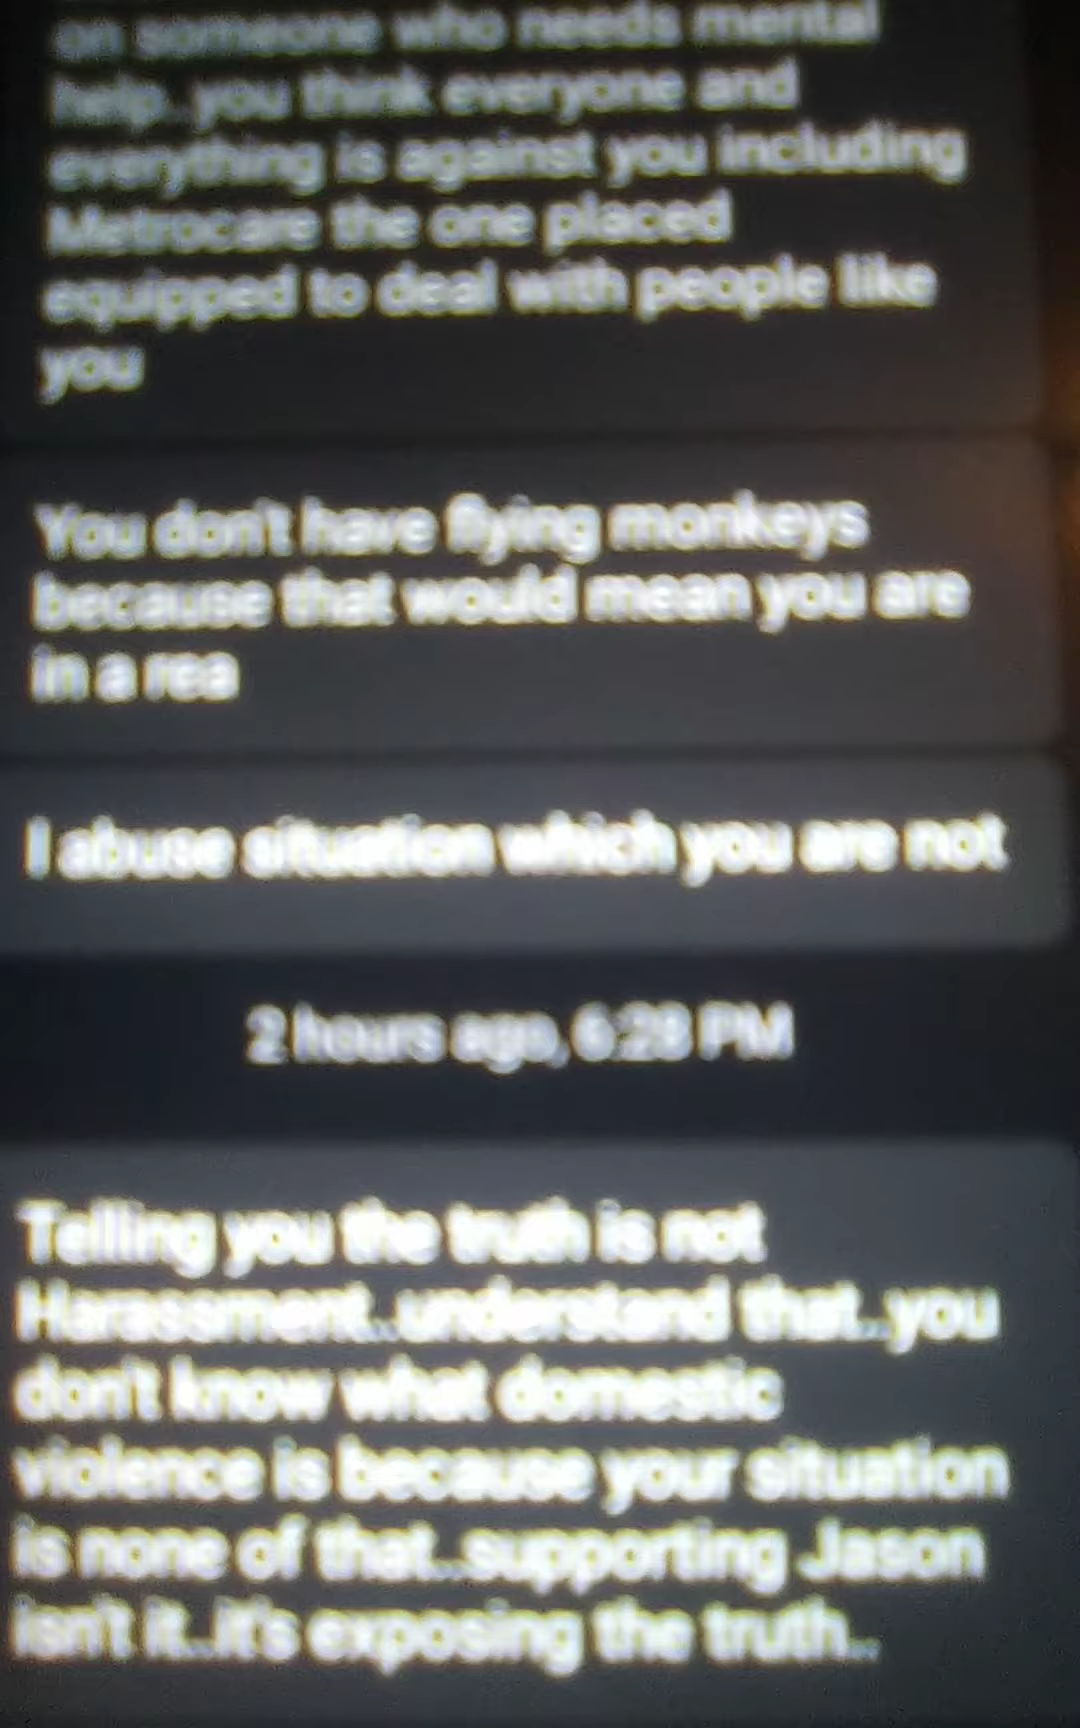 on someone who needs mental
help..you think everyone and
everything is against you including
Metrocare the one placed
equipped to deal with people like
you
You don't have flying monkeys
because that would mean you are
in a rea
l abuse situation which you are not
2 hours ago, 6:28 PM
Telling you the truth is not
Harassment..understand that..you
don't know what domestic
violence is because your situation
is none of that..supporting Jason
isn't it..it's exposing the truth..